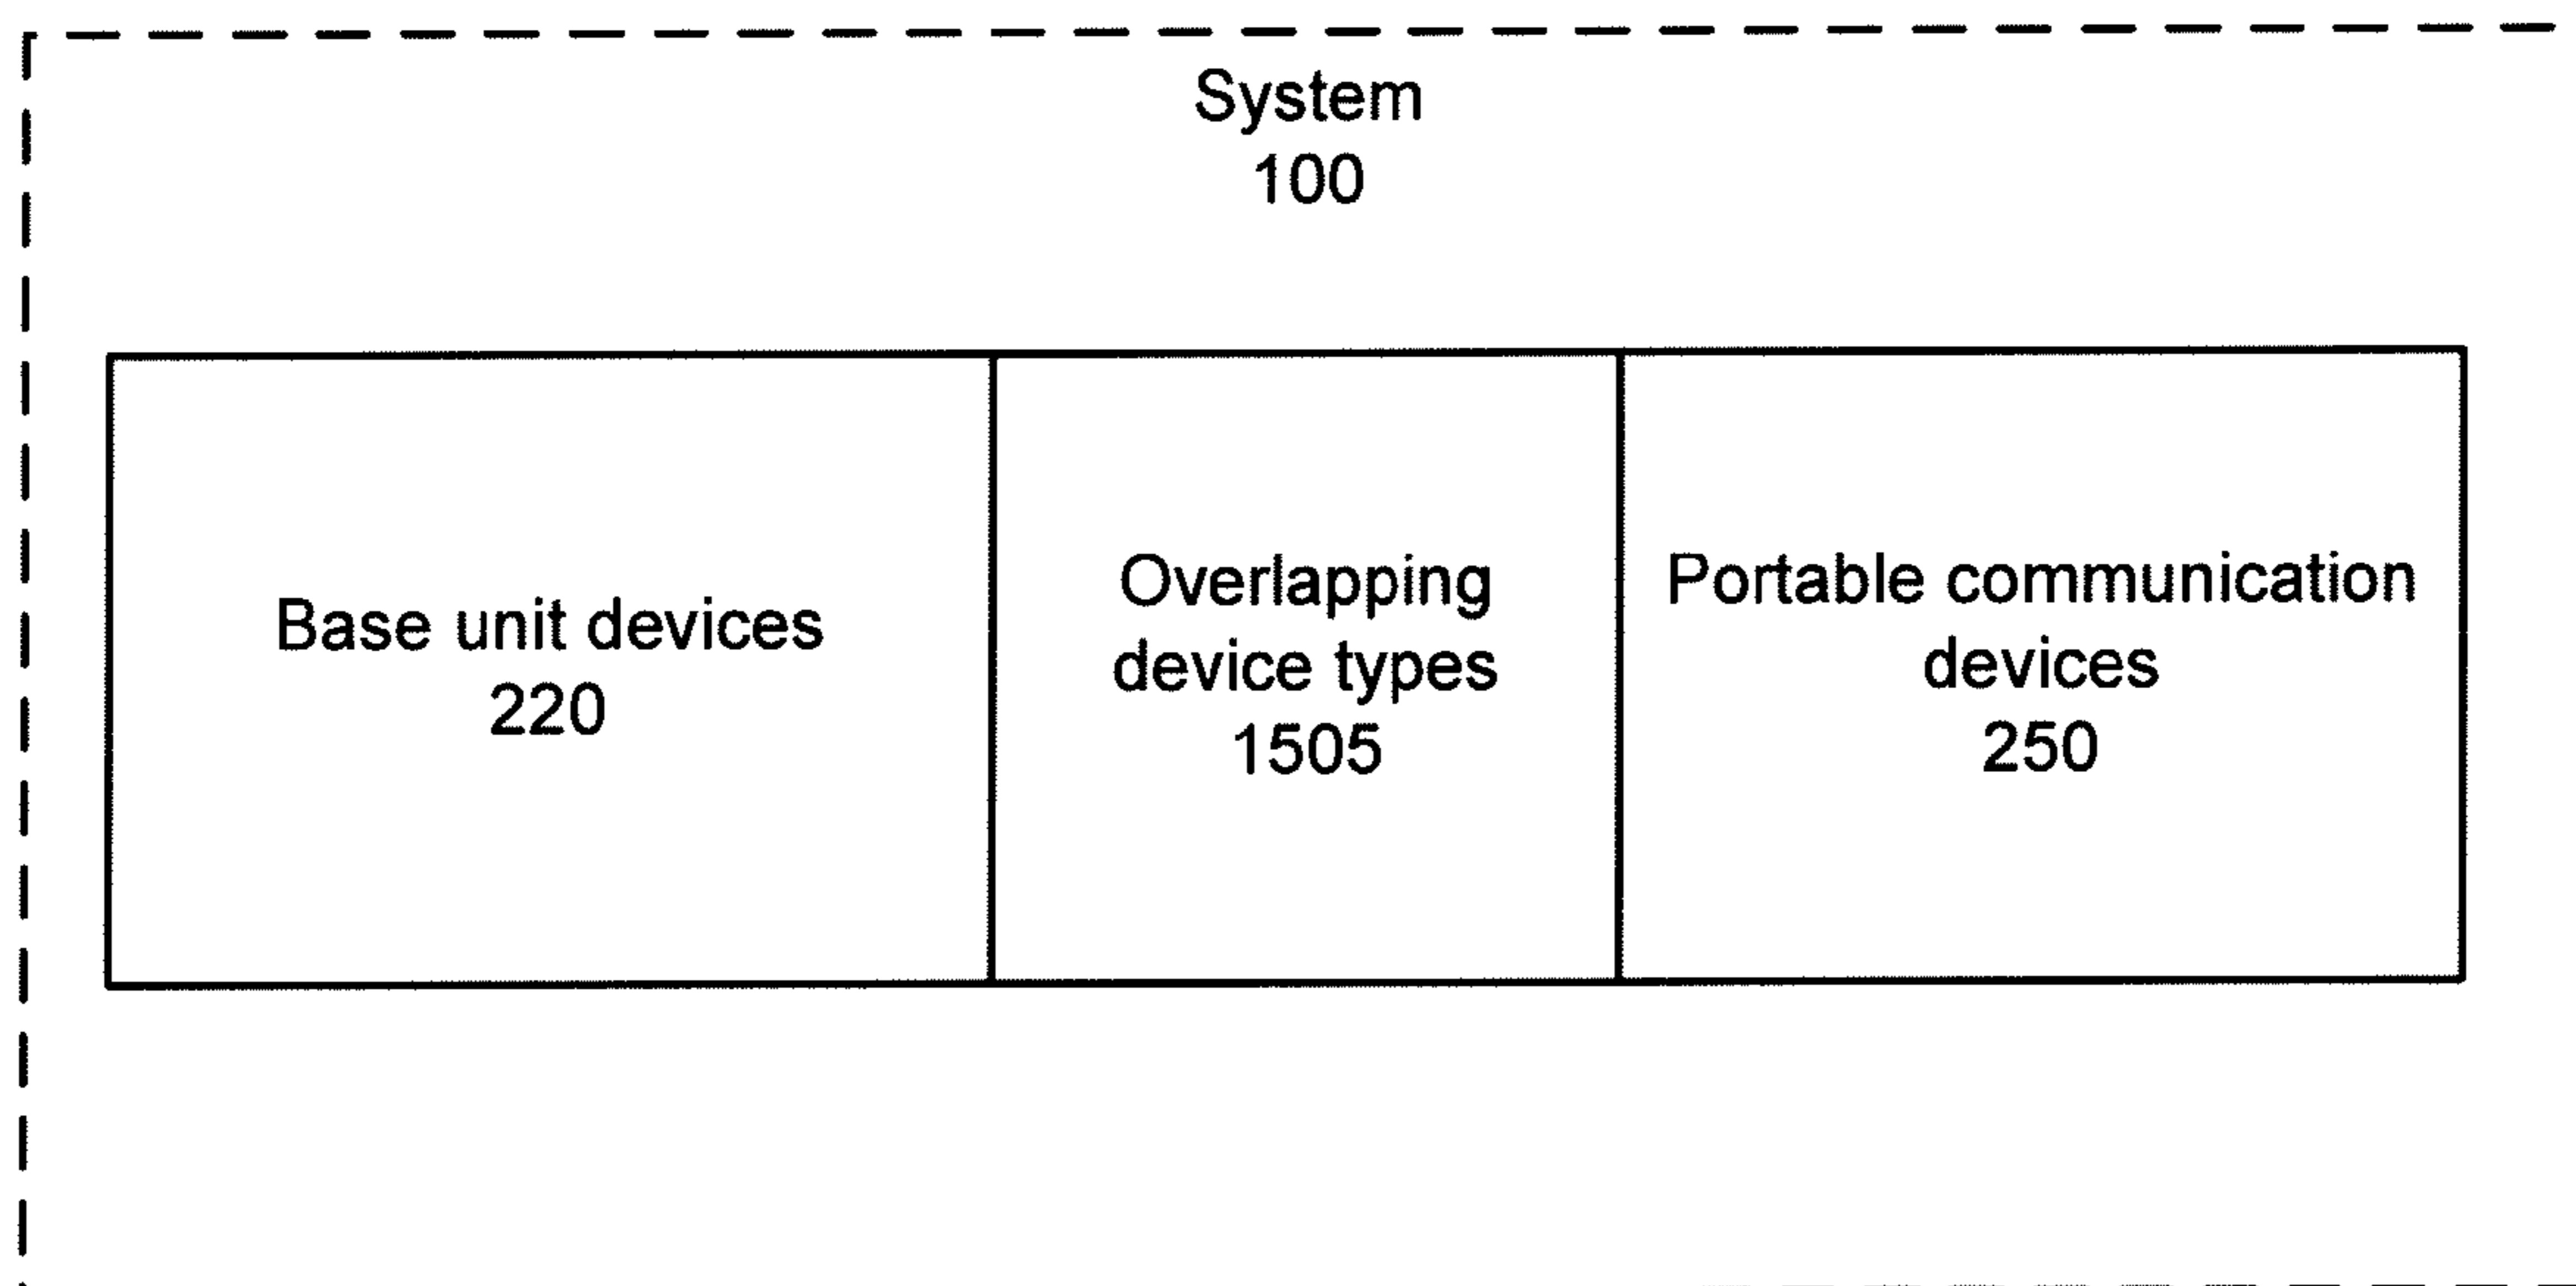 System
100
Base unit devices
220
Overlapping
device types
1505
Portable communication
devices
250